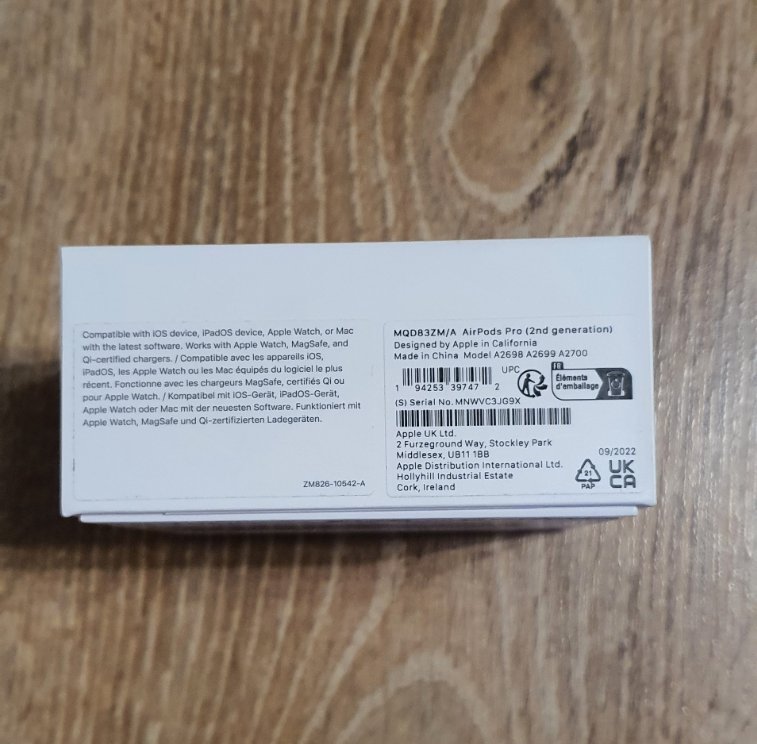 Compatible with iOS device, iPadOS device, Apple Watch, or Mac
with the latest software. Works with Apple Watch, MagSafe, and
Qi-certified chargers. / Compatible avec les appareils iOS,
iPadOS, les Apple Watch ou les Mac équipés du logiciel le plus
récent. Fonctionne avec les chargeurs MagSafe, certifiés Qi ou
pour Apple Watch. / Kompatibel mit iOS-Gerät, iPadOS-Gerät,
Apple Watch oder Mac mit der neuesten Software. Funktioniert mit
Apple Watch, MagSafe und Qi-zertifizierten Ladegeräten.
ZM826-10542-A
MQD83ZM/A AirPods Pro (2nd generation)
Designed by Apple in California
Made in China Model A2698 A2699 A2700
UPC
1 94253 39747 2
FR
Éléments
d'emballage
(S) Serial No. MNWVC3JG9X
Apple UK Ltd.
2 Furzeground Way, Stockley Park
Middlesex, UB11 1BB
Apple Distribution International Ltd.
Hollyhill Industrial Estate
Cork, Ireland
09/2022
21
PAP
UK
CA